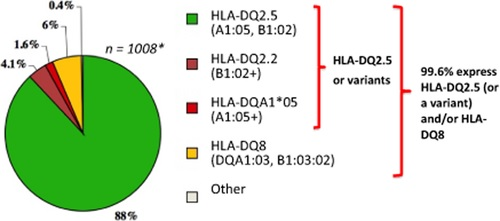 0.4%
6%
1.6%
4.1%
n = 1008*
88%
HLA-DQ2.5
(A1:05, B1:02)
HLA-DQ2.2
(B1:02+)
HLA-DQA1*05
(A1:05+)
HLA-DQ8
(DQA1:03, B1:03:02)
Other
HLA-DQ2.5
or variants
99.6% express
HLA-DQ2.5 (or
a variant)
and/or HLA-
DQ8